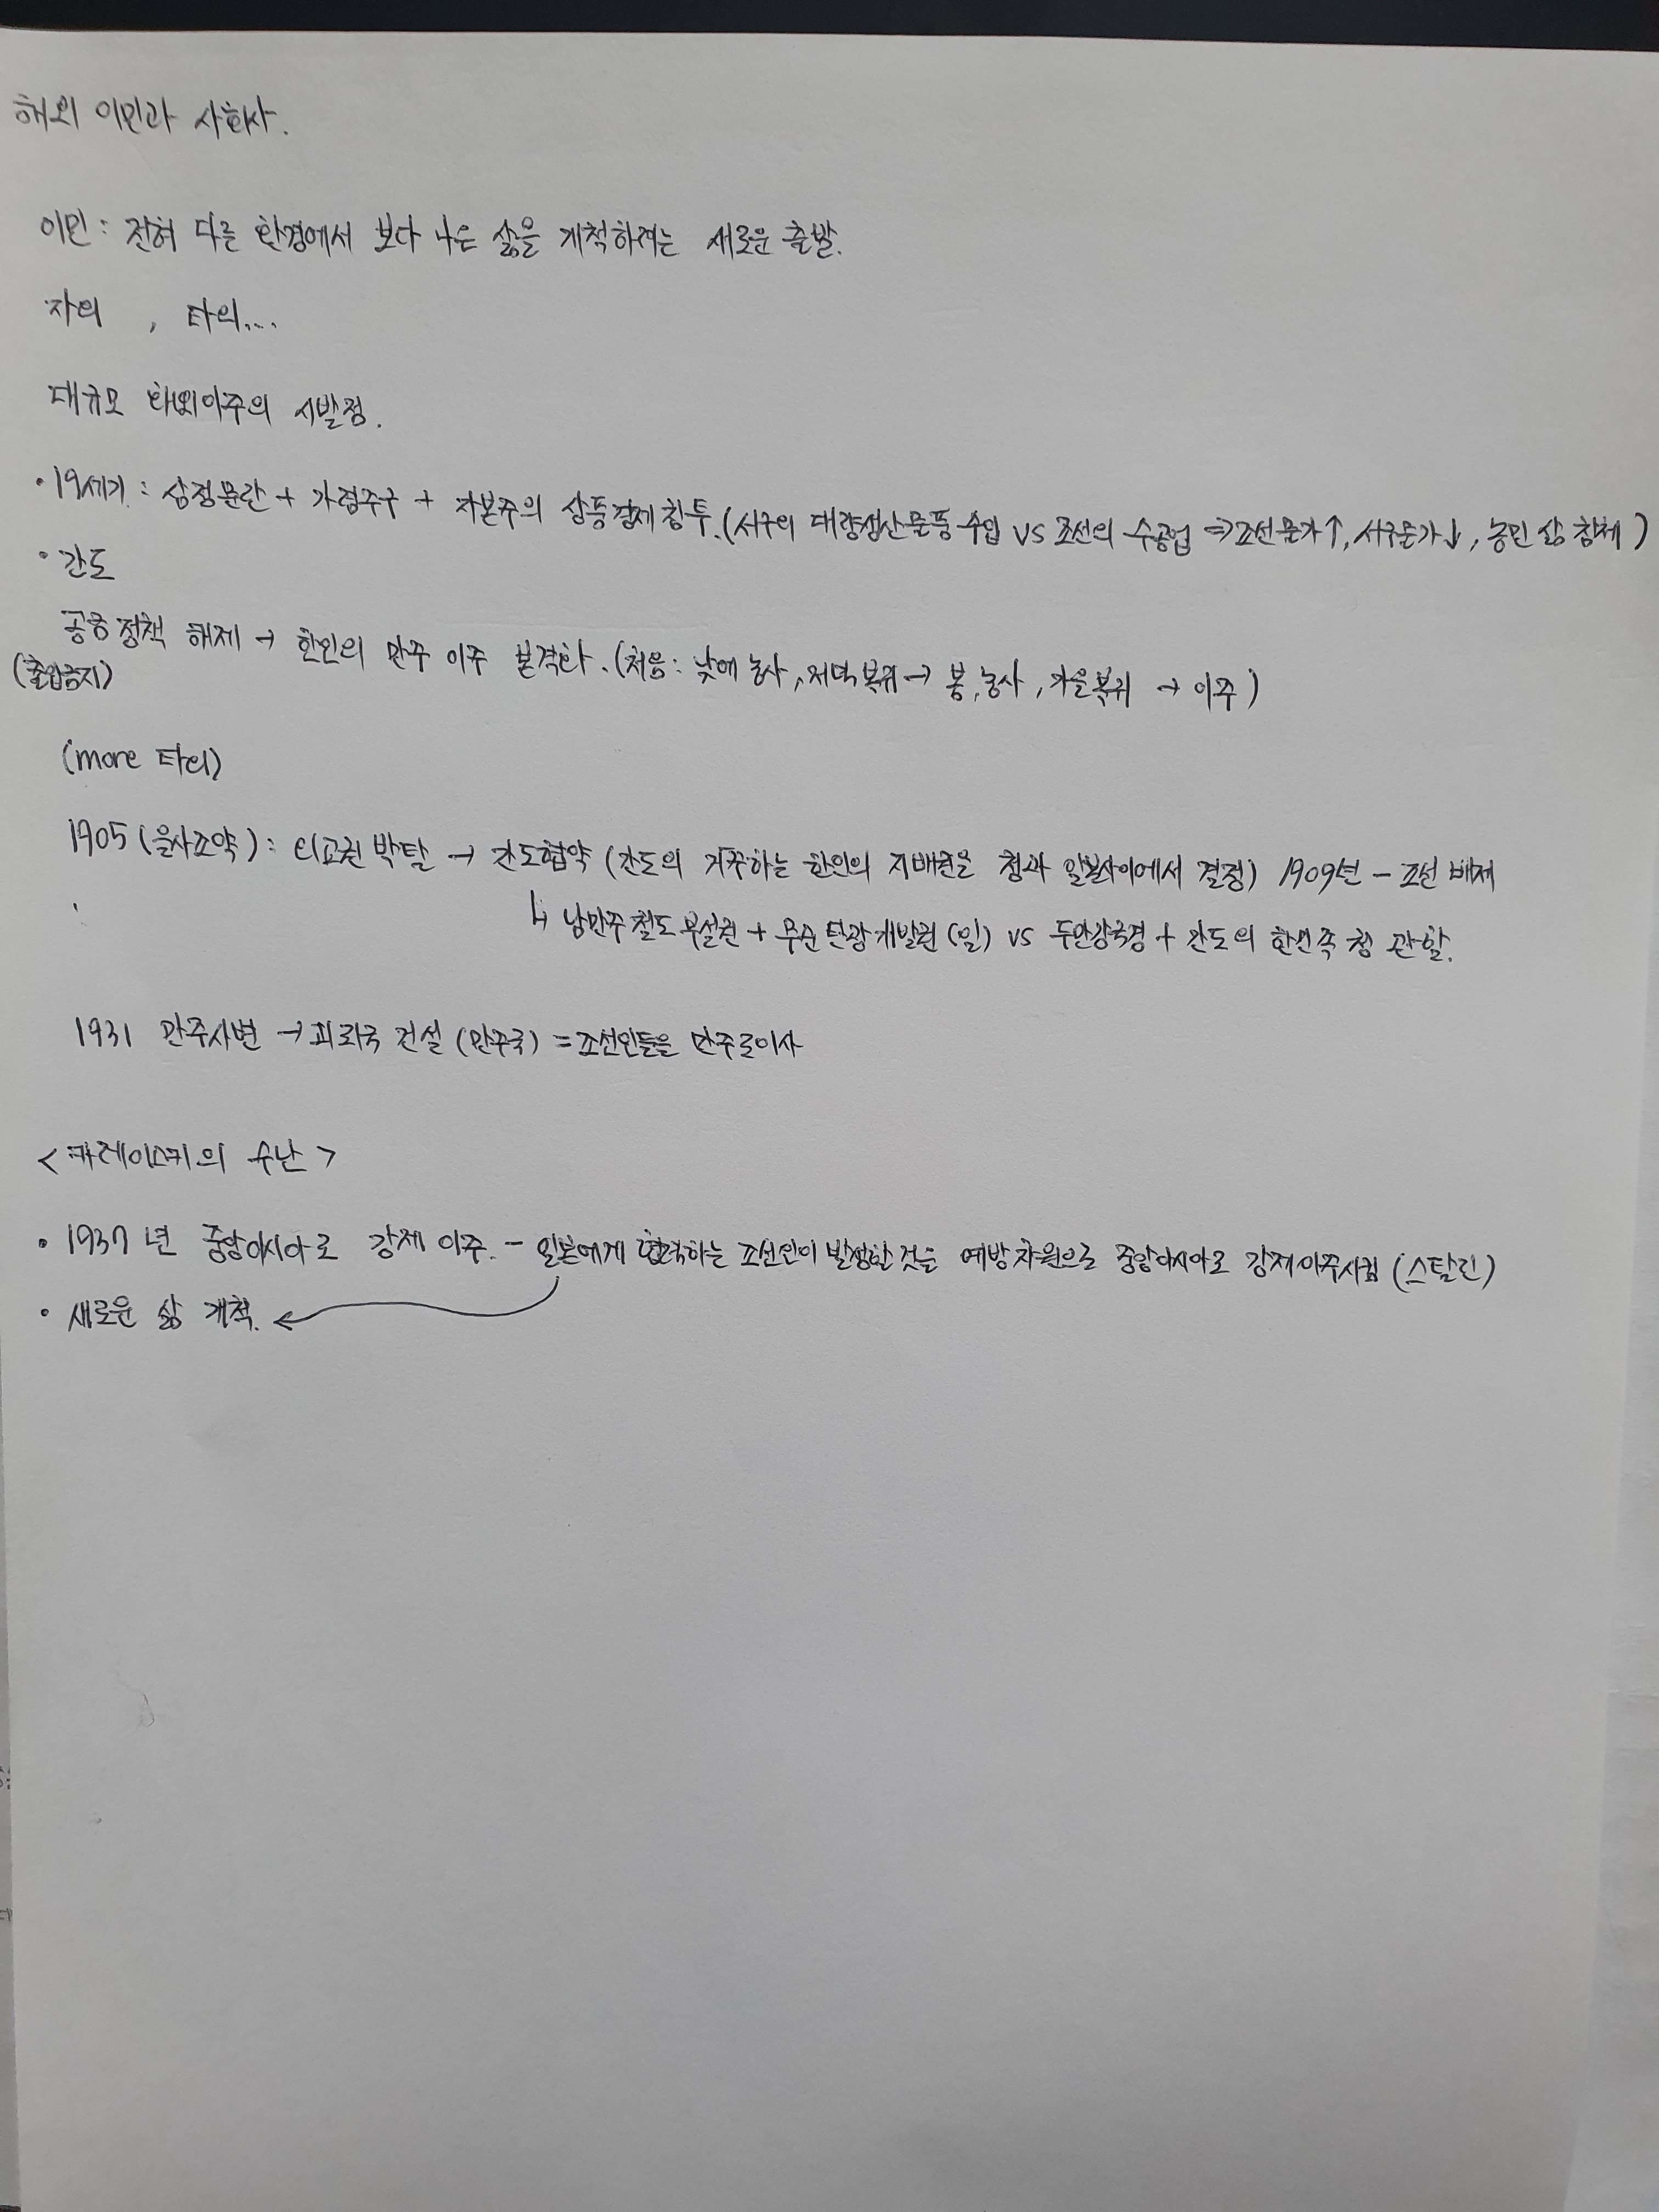 해외 이민과 사회사.
이민: 전혀 다른 환경에서 보다 나은 삶을 개척하려는 새로운 출발.
자의 , 타의....
대규모 해외이주의 시발점.
• 19세기 : 삼정문란 + 가렴주구 + 자본주의 상품경제 침투.(서구의 대량생산물품 수입 vs 조선의 수공업 ⇒ 조선물가↑, 서구물가↓, 농민 삶 침체)
• 간도
봉금정책 해제 → 한인의 만주 이주 본격화.(처음: 낮에 농사, 저녁복귀 → 봄,농사, 가을복귀 → 이주)
(출입금지)
(more 타의)
1905 (을사조약): 외교권 박탈 → 간도협약 (간도의 거주하는 한인의 지배권을 청과 일본사이에서 결정) 1909년 - 조선 배제
↳ 남만주 철도 부설권 + 무순 탄광 개발권 (일) vs 두만강국경 + 간도의 한인족 청 관할.
1931 만주사변 → 괴뢰국 건설 (만주국) = 조선인들을 만주로이사
< 카레이스키의 수난 >
• 1937년 중앙아시아로 강제 이주. - 일본에게 협력하는 조선인이 발생할 것을 예방차원으로 중앙아시아로 강제이주시킴 (스탈린)
• 새로운 삶 개척. ←